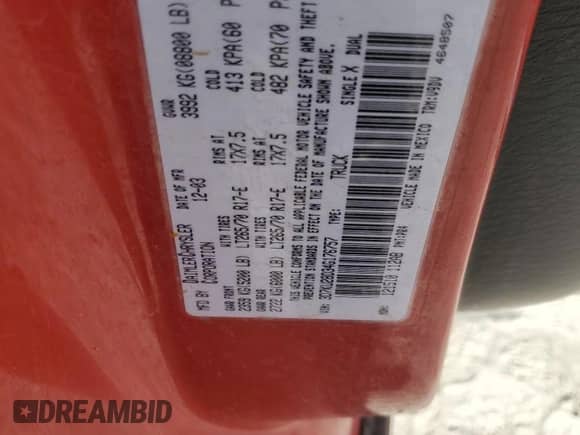 DAIMLERCHRYSLER CORPORATION
DATE OF MFR 12-03
GVWR 3992 KG(08800 LB)
GAWR FRONT WITH TIRES RIMS AT COLD
2359 KG(5200 LB) LT265/70 R17-E 17X7.5 413 KPA(60 P
GAWR REAR WITH TIRES RIMS AT COLD
2722 KG(6000 LB) LT265/70 R17-E 17X7.5 482 KPA(70 P
THIS VEHICLE CONFORMS TO ALL APPLICABLE FEDERAL MOTOR VEHICLE SAFETY AND THEFT
PREVENTION STANDARDS IN EFFECT ON THE DATE OF MANUFACTURE SHOWN ABOVE.
VIN: TYPE: TRUCK SINGLE X DUAL
MDH: VEHICLE MADE IN MEXICO 4648507
DREAMBID